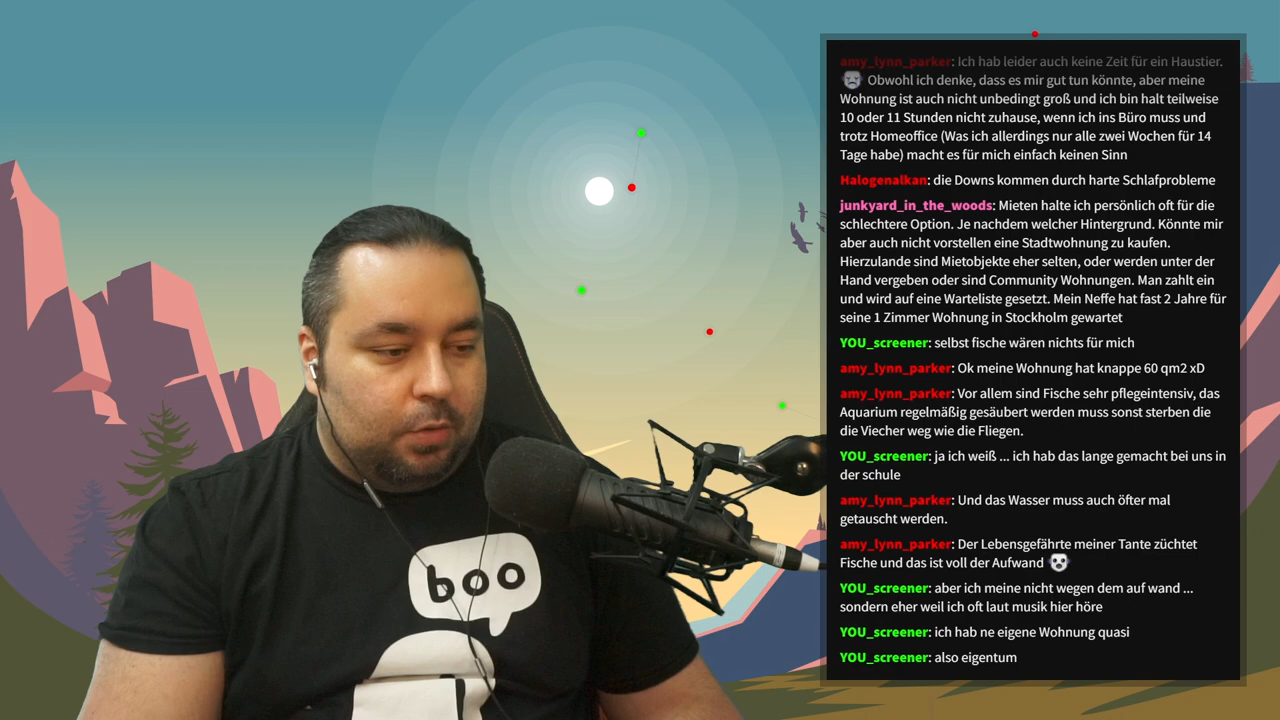 amy_lynn_parker: Ich hab leider auch keine Zeit für ein Haustier.
Obwohl ich denke, dass es mir gut tun könnte, aber meine
Wohnung ist auch nicht unbedingt groß und ich bin halt teilweise
10 oder 11 Stunden nicht zuhause, wenn ich ins Büro muss und
trotz Homeoffice (Was ich allerdings nur alle zwei Wochen für 14
Tage habe) macht es für mich einfach keinen Sinn
Halogenalkan: die Downs kommen durch harte Schlafprobleme
junkyard_in_the_woods: Mieten halte ich persönlich oft für die
schlechtere Option. Je nachdem welcher Hintergrund. Könnte mir
aber auch nicht vorstellen eine Stadtwohnung zu kaufen.
Hierzulande sind Mietobjekte eher selten, oder werden unter der
Hand vergeben oder sind Community Wohnungen. Man zahlt ein
und wird auf eine Warteliste gesetzt. Mein Neffe hat fast 2 Jahre für
seine 1 Zimmer Wohnung in Stockholm gewartet
YOU_screener: selbst fische wären nichts für mich
amy_lynn_parker: Ok meine Wohnung hat knappe 60 qm2 xD
amy_lynn_parker: Vor allem sind Fische sehr pflegeintensiv, das
Aquarium regelmäßig gesäubert werden muss sonst sterben die
die Viecher weg wie die Fliegen.
YOU_screener: ja ich weiß ... ich hab das lange gemacht bei uns in
der schule
amy_lynn_parker: Und das Wasser muss auch öfter mal
getauscht werden.
amy_lynn_parker: Der Lebensgefährte meiner Tante züchtet
Fische und das ist voll der Aufwand
YOU_screener: aber ich meine nicht wegen dem auf wand ...
sondern eher weil ich oft laut musik hier höre
YOU_screener: ich hab ne eigene Wohnung quasi
YOU_screener: also eigentum
boo